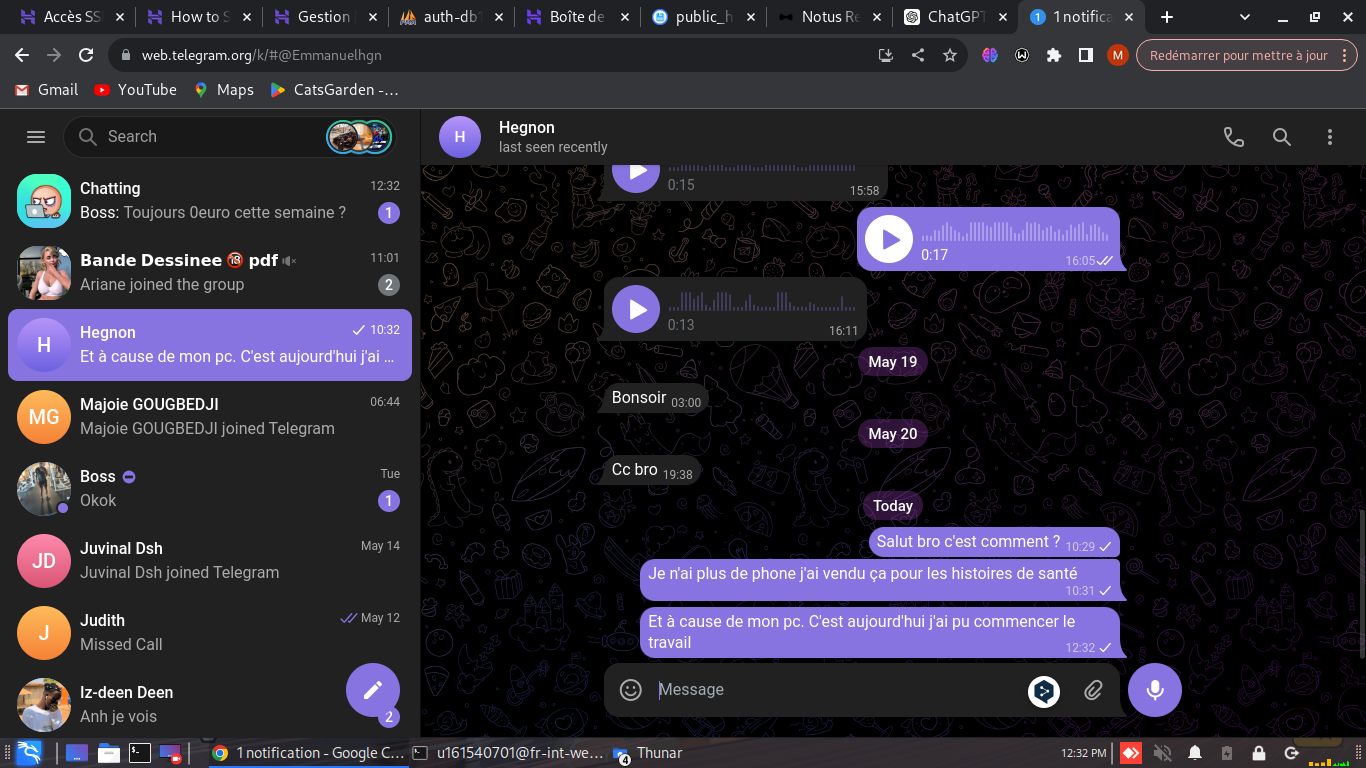 Accès SS
How to S
Gestion
auth-db1
Boîte de
public_h
Notus Re
ChatGPT
1 notifica
web.telegram.org/k/#@Emmanuelhgn
M
Redémarrer pour mettre à jour
Gmail
YouTube
Maps
CatsGarden -...
Search
Chatting 12:32
Boss: Toujours 0euro cette semaine ? 1
Bande Dessinee 🔞 pdf 11:01
Ariane joined the group 2
H
Hegnon 10:32
Et à cause de mon pc. C'est aujourd'hui j'ai ...
MG
Majoie GOUGBEDJI 06:44
Majoie GOUGBEDJI joined Telegram
Boss Tue
Okok 1
JD
Juvinal Dsh May 14
Juvinal Dsh joined Telegram
J
Judith May 12
Missed Call
Iz-deen Deen
Anh je vois 2
H
Hegnon
last seen recently
0:15 15:58
0:17 16:05
0:13 16:11
May 19
Bonsoir 03:00
May 20
Cc bro 19:38
Today
Salut bro c'est comment ? 10:29
Je n'ai plus de phone j'ai vendu ça pour les histoires de santé
10:31
Et à cause de mon pc. C'est aujourd'hui j'ai pu commencer le
travail 12:32
Message
1 notification - Google C...
u161540701@fr-int-we...
4 Thunar
12:32 PM